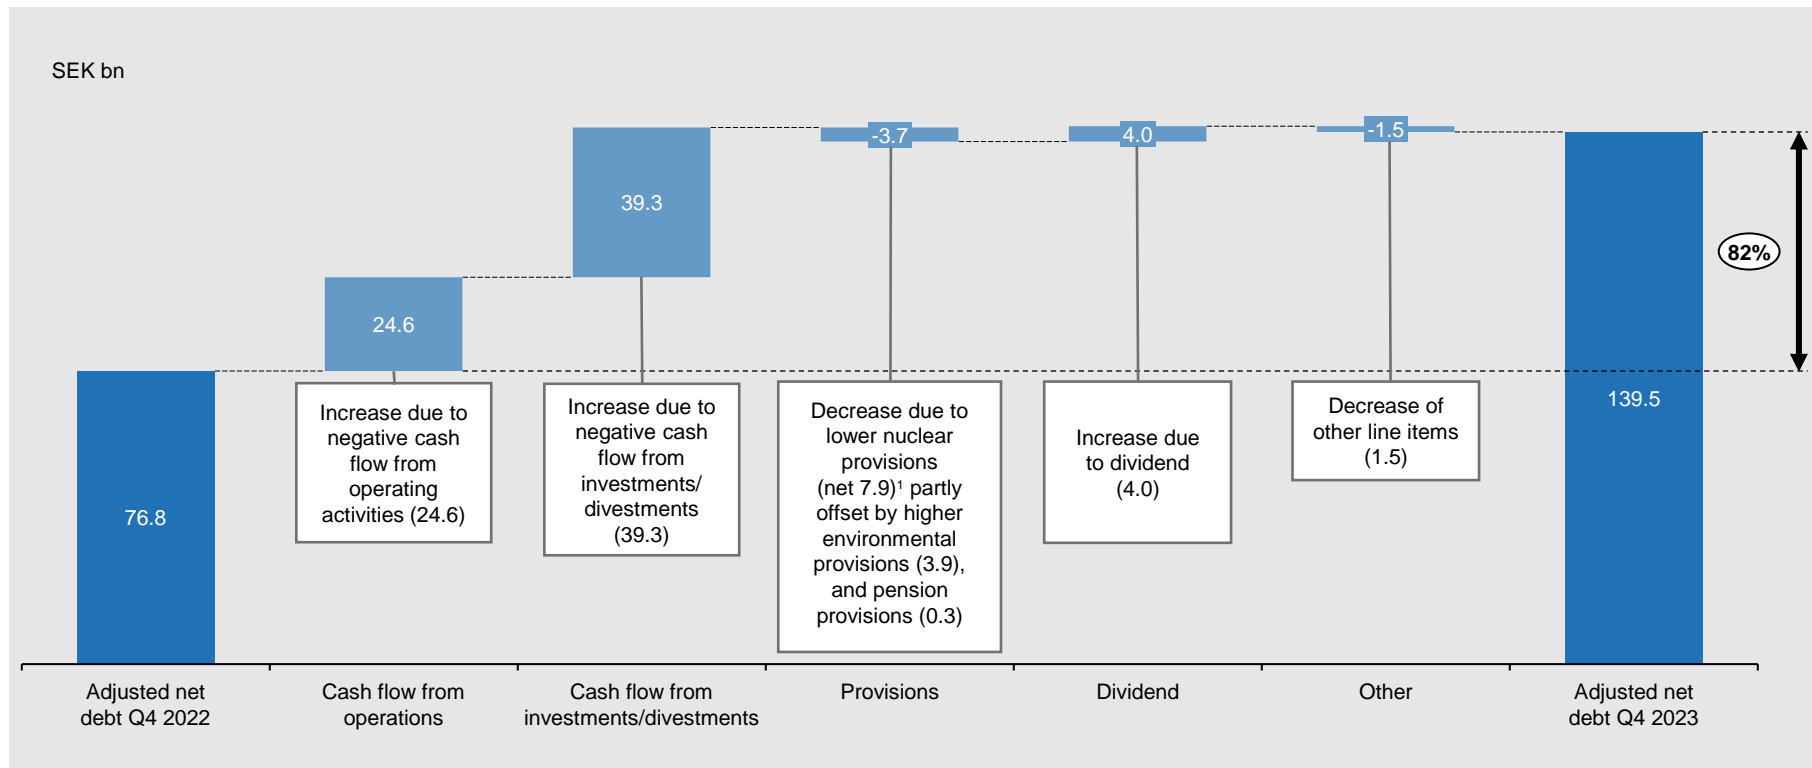 SEK bn
76.8
24.6
39.3
-3.7
4.0
-1.5
139.5
82%
Increase due to
negative cash
flow from
operating
activities (24.6)
Increase due to
negative cash
flow from
investments/
divestments
(39.3)
Decrease due to
lower nuclear
provisions
(net 7.9)¹ partly
offset by higher
environmental
provisions (3.9),
and pension
provisions (0.3)
Increase due
to dividend
(4.0)
Decrease of
other line items
(1.5)
Adjusted net
debt Q4 2022
Cash flow from
operations
Cash flow from
investments/divestments
Provisions
Dividend
Other
Adjusted net
debt Q4 2023